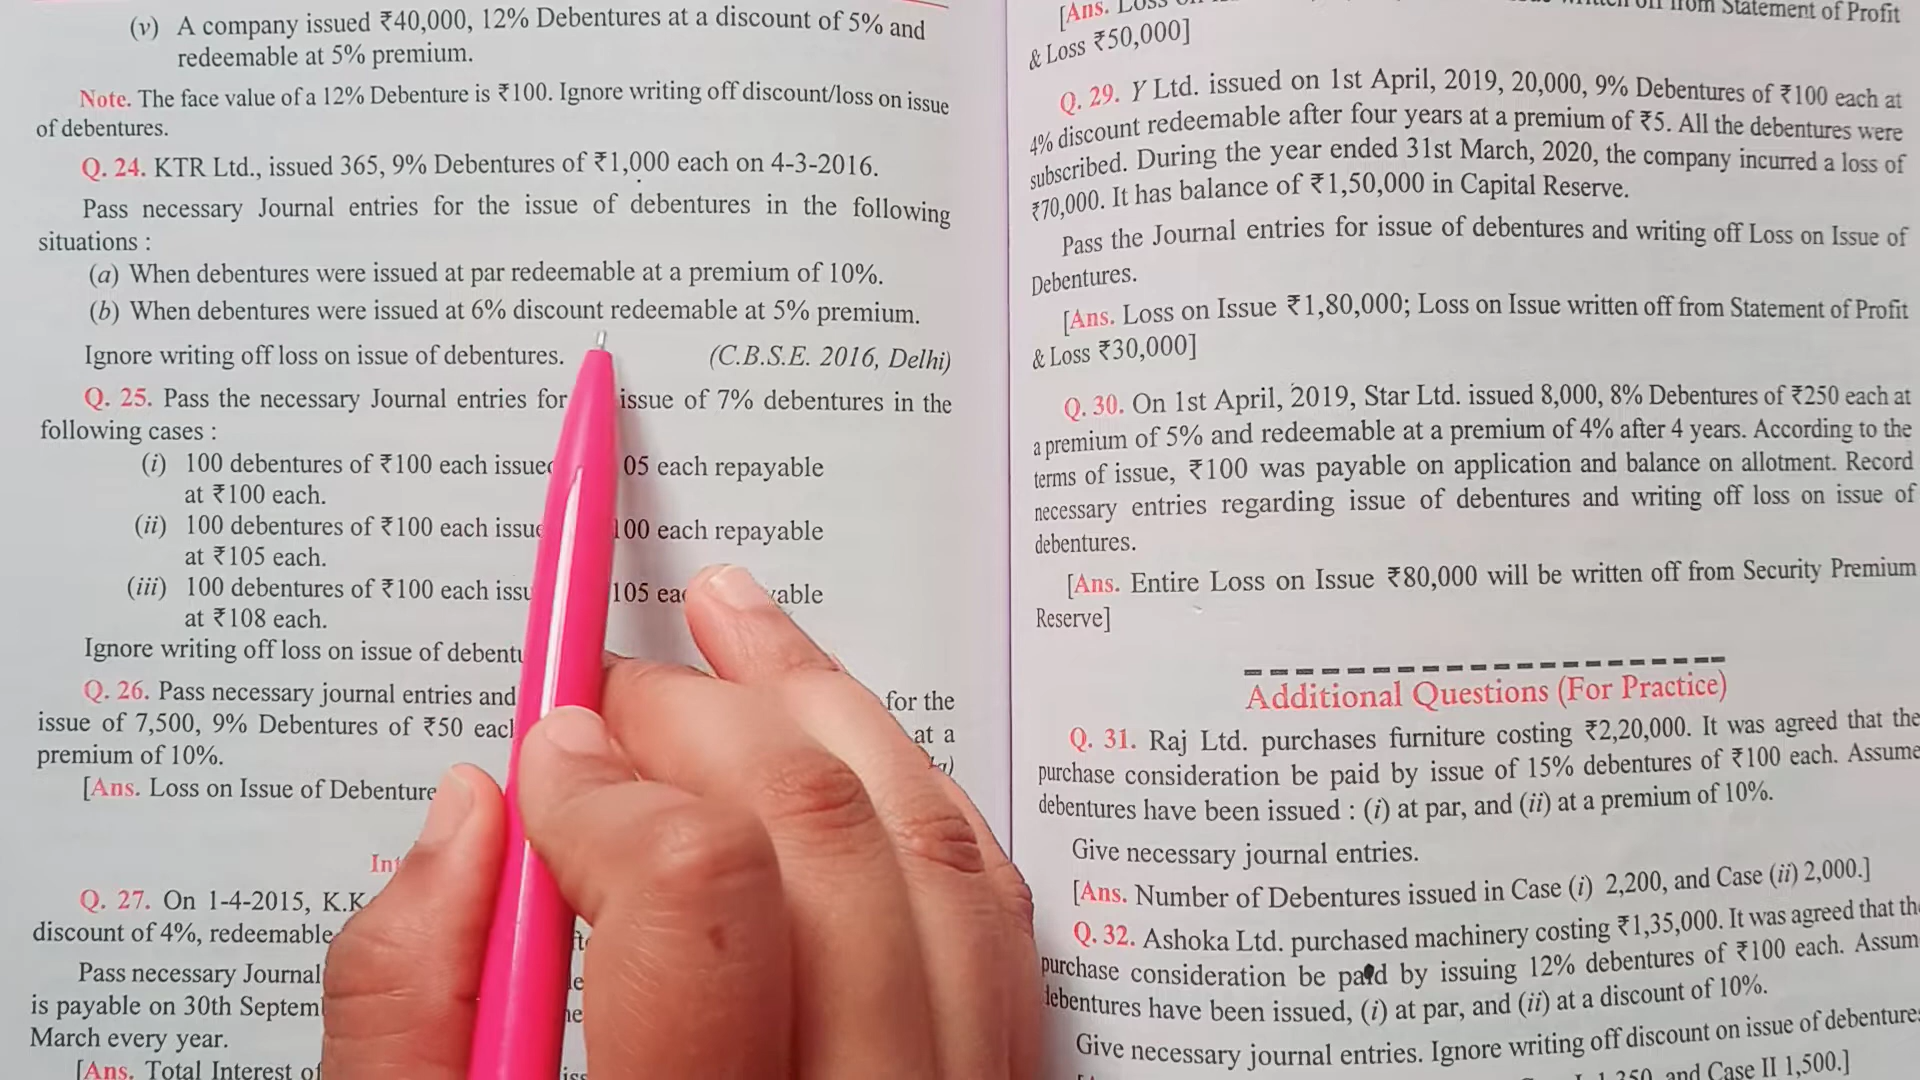 (v) A company issued ₹40,000, 12% Debentures at a discount of 5% and
redeemable at 5% premium.
Note. The face value of a 12% Debenture is ₹100. Ignore writing off discount/loss on issue
of debentures.
Q. 24. KTR Ltd., issued 365, 9% Debentures of ₹1,000 each on 4-3-2016.
Pass necessary Journal entries for the issue of debentures in the following
situations :
(a) When debentures were issued at par redeemable at a premium of 10%.
(b) When debentures were issued at 6% discount redeemable at 5% premium.
Ignore writing off loss on issue of debentures. (C.B.S.E. 2016, Delhi)
Q. 25. Pass the necessary Journal entries for issue of 7% debentures in the
following cases :
(i) 100 debentures of ₹100 each issued 05 each repayable
at ₹100 each.
(ii) 100 debentures of ₹100 each issue 100 each repayable
at ₹105 each.
(iii) 100 debentures of ₹100 each issu 105 each
at ₹108 each.
Ignore writing off loss on issue of debentu
Q. 26. Pass necessary journal entries and for the
issue of 7,500, 9% Debentures of ₹50 each at a
premium of 10%.
[Ans. Loss on Issue of Debenture
Q. 27. On 1-4-2015, K.K
discount of 4%, redeemable
Pass necessary Journal
is payable on 30th Septem
March every year.
[Ans. Total Interest of
[Ans. Loss on from Statement of Profit
& Loss ₹50,000]
Q. 29. Y Ltd. issued on 1st April, 2019, 20,000, 9% Debentures of ₹100 each at
4% discount redeemable after four years at a premium of ₹5. All the debentures were
subscribed. During the year ended 31st March, 2020, the company incurred a loss of
₹70,000. It has balance of ₹1,50,000 in Capital Reserve.
Pass the Journal entries for issue of debentures and writing off Loss on Issue of
Debentures.
[Ans. Loss on Issue ₹1,80,000; Loss on Issue written off from Statement of Profit
& Loss ₹30,000]
Q. 30. On 1st April, 2019, Star Ltd. issued 8,000, 8% Debentures of ₹250 each at
a premium of 5% and redeemable at a premium of 4% after 4 years. According to the
terms of issue, ₹100 was payable on application and balance on allotment. Record
necessary entries regarding issue of debentures and writing off loss on issue of
debentures.
[Ans. Entire Loss on Issue ₹80,000 will be written off from Security Premium
Reserve]
Additional Questions (For Practice)
Q. 31. Raj Ltd. purchases furniture costing ₹2,20,000. It was agreed that the
purchase consideration be paid by issue of 15% debentures of ₹100 each. Assume
debentures have been issued : (i) at par, and (ii) at a premium of 10%.
Give necessary journal entries.
[Ans. Number of Debentures issued in Case (i) 2,200, and Case (ii) 2,000.]
Q. 32. Ashoka Ltd. purchased machinery costing ₹1,35,000. It was agreed that the
purchase consideration be paid by issuing 12% debentures of ₹100 each. Assum
debentures have been issued, (i) at par, and (ii) at a discount of 10%.
Give necessary journal entries. Ignore writing off discount on issue of debentures
1,350, and Case II 1,500.]